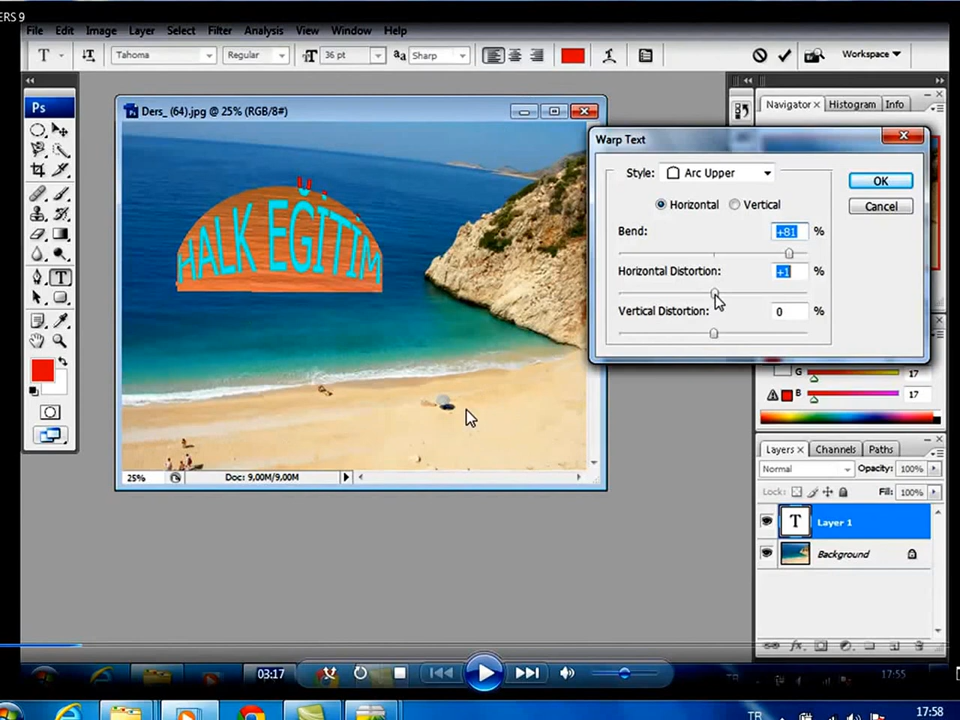 ERS 9
File Edit Image Layer Select Filter Analysis View Window Help
T Tahoma Regular 36 pt aa Sharp Workspace
Ps
Ders_ (64).jpg @ 25% (RGB/8#)
Navigator Histogram Info
HALK EĞİTİM
Warp Text
Style: Arc Upper
OK
Horizontal Vertical
Cancel
Bend: +81 %
Horizontal Distortion: +1 %
Vertical Distortion: 0 %
G 17
B 17
25% Doc: 9,00M/9,00M
Layers Channels Paths
Normal Opacity: 100%
Lock: Fill: 100%
T Layer 1
Background
03:17
17:55
TR 17:58